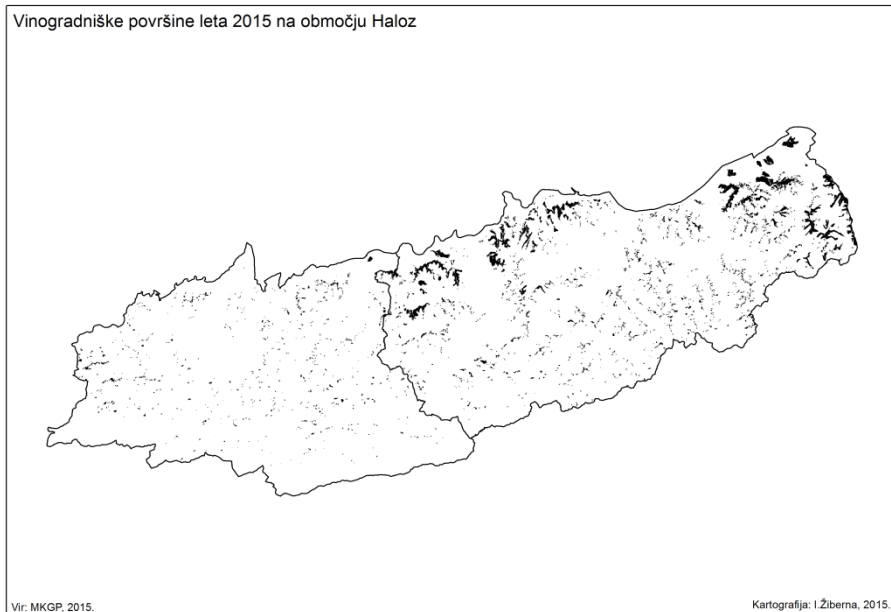 Vinogradniške površine leta 2015 na območju Haloz
Vir: MKGP, 2015.
Kartografija: I.Žiberna, 2015.